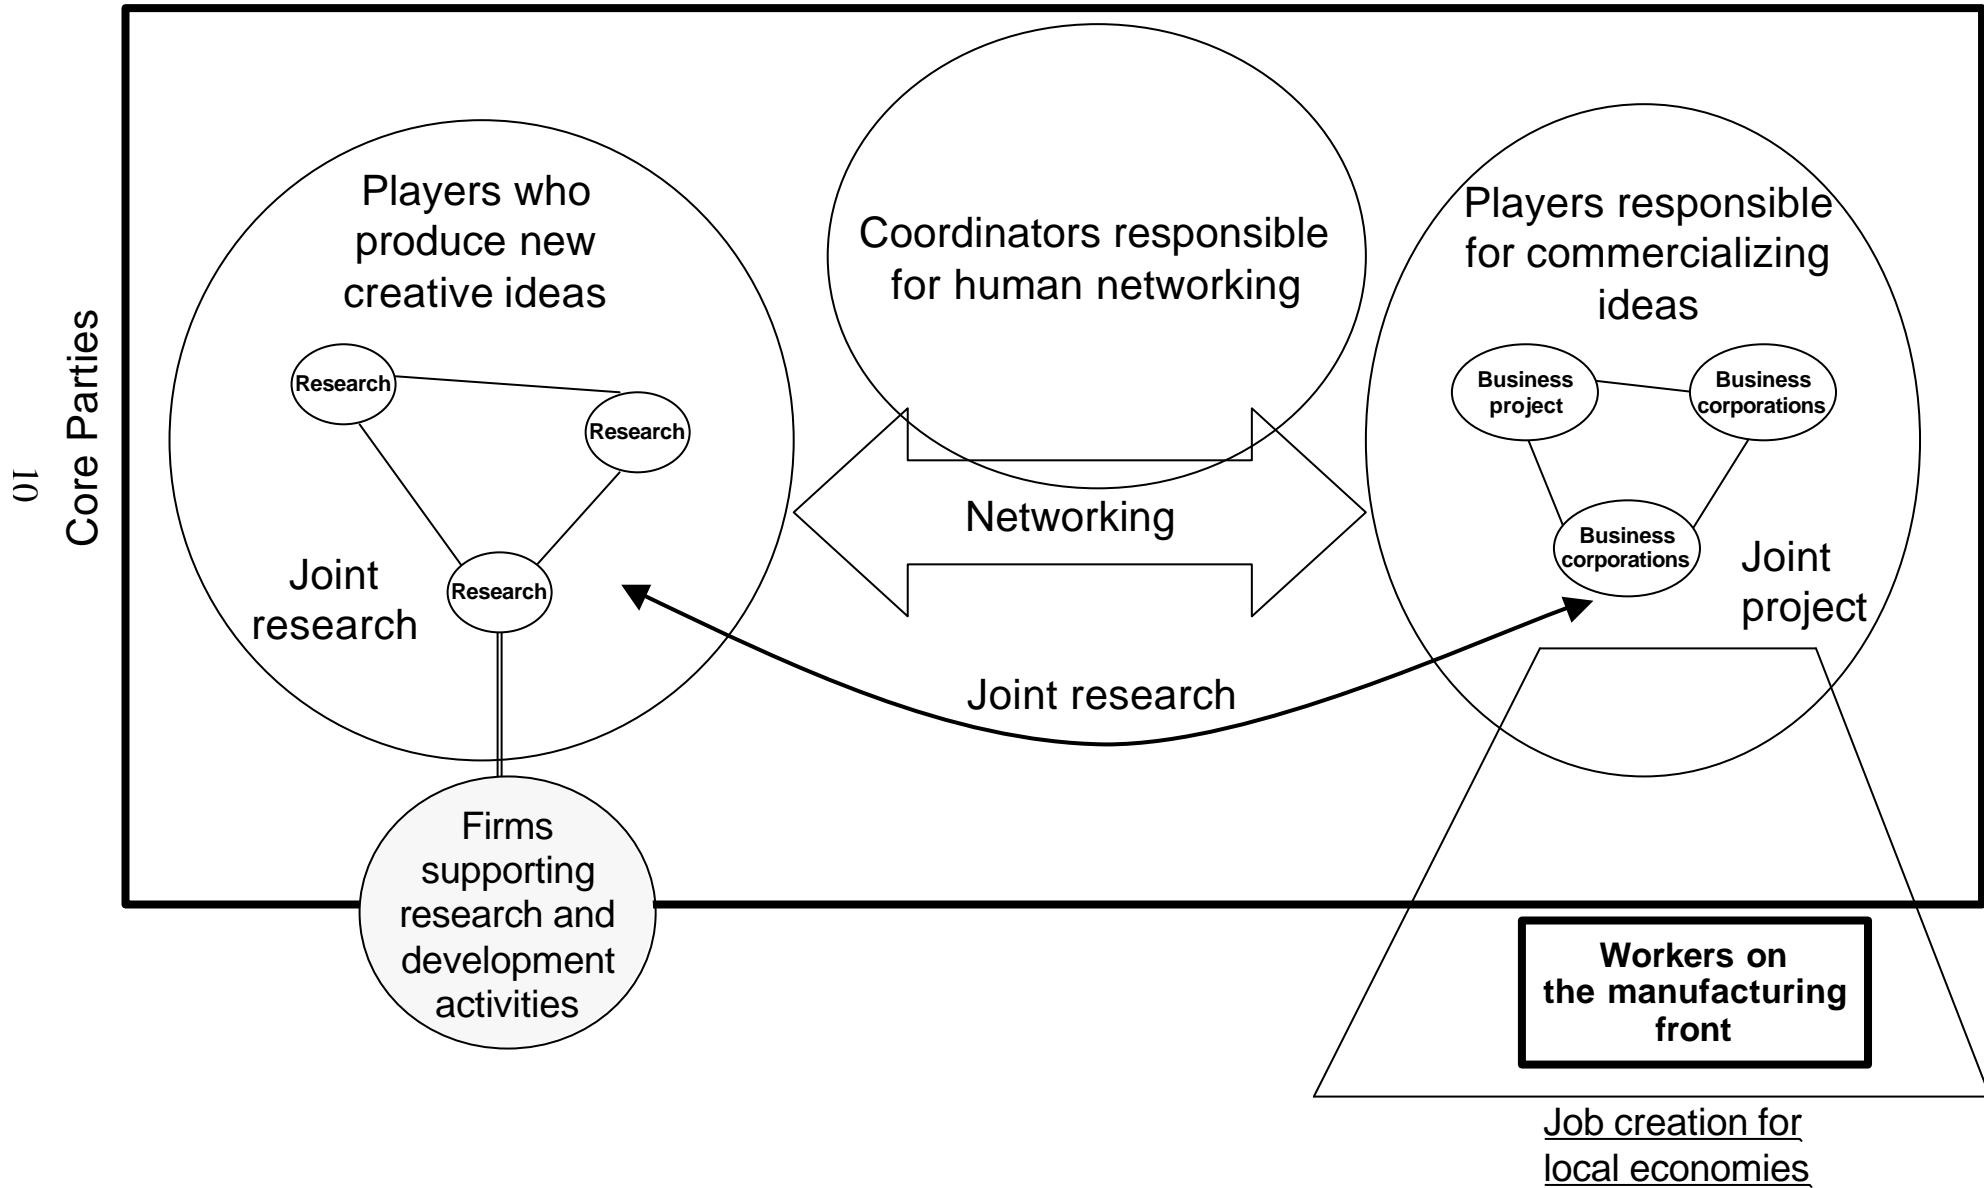 Core Parties
10
Players who
produce new
creative ideas
Research
Research
Research
Joint
research
Coordinators responsible
for human networking
Networking
Joint research
Players responsible
for commercializing
ideas
Business
project
Business
corporations
Business
corporations
Joint
project
Firms
supporting
research and
development
activities
Workers on
the manufacturing
front
Job creation for
local economies